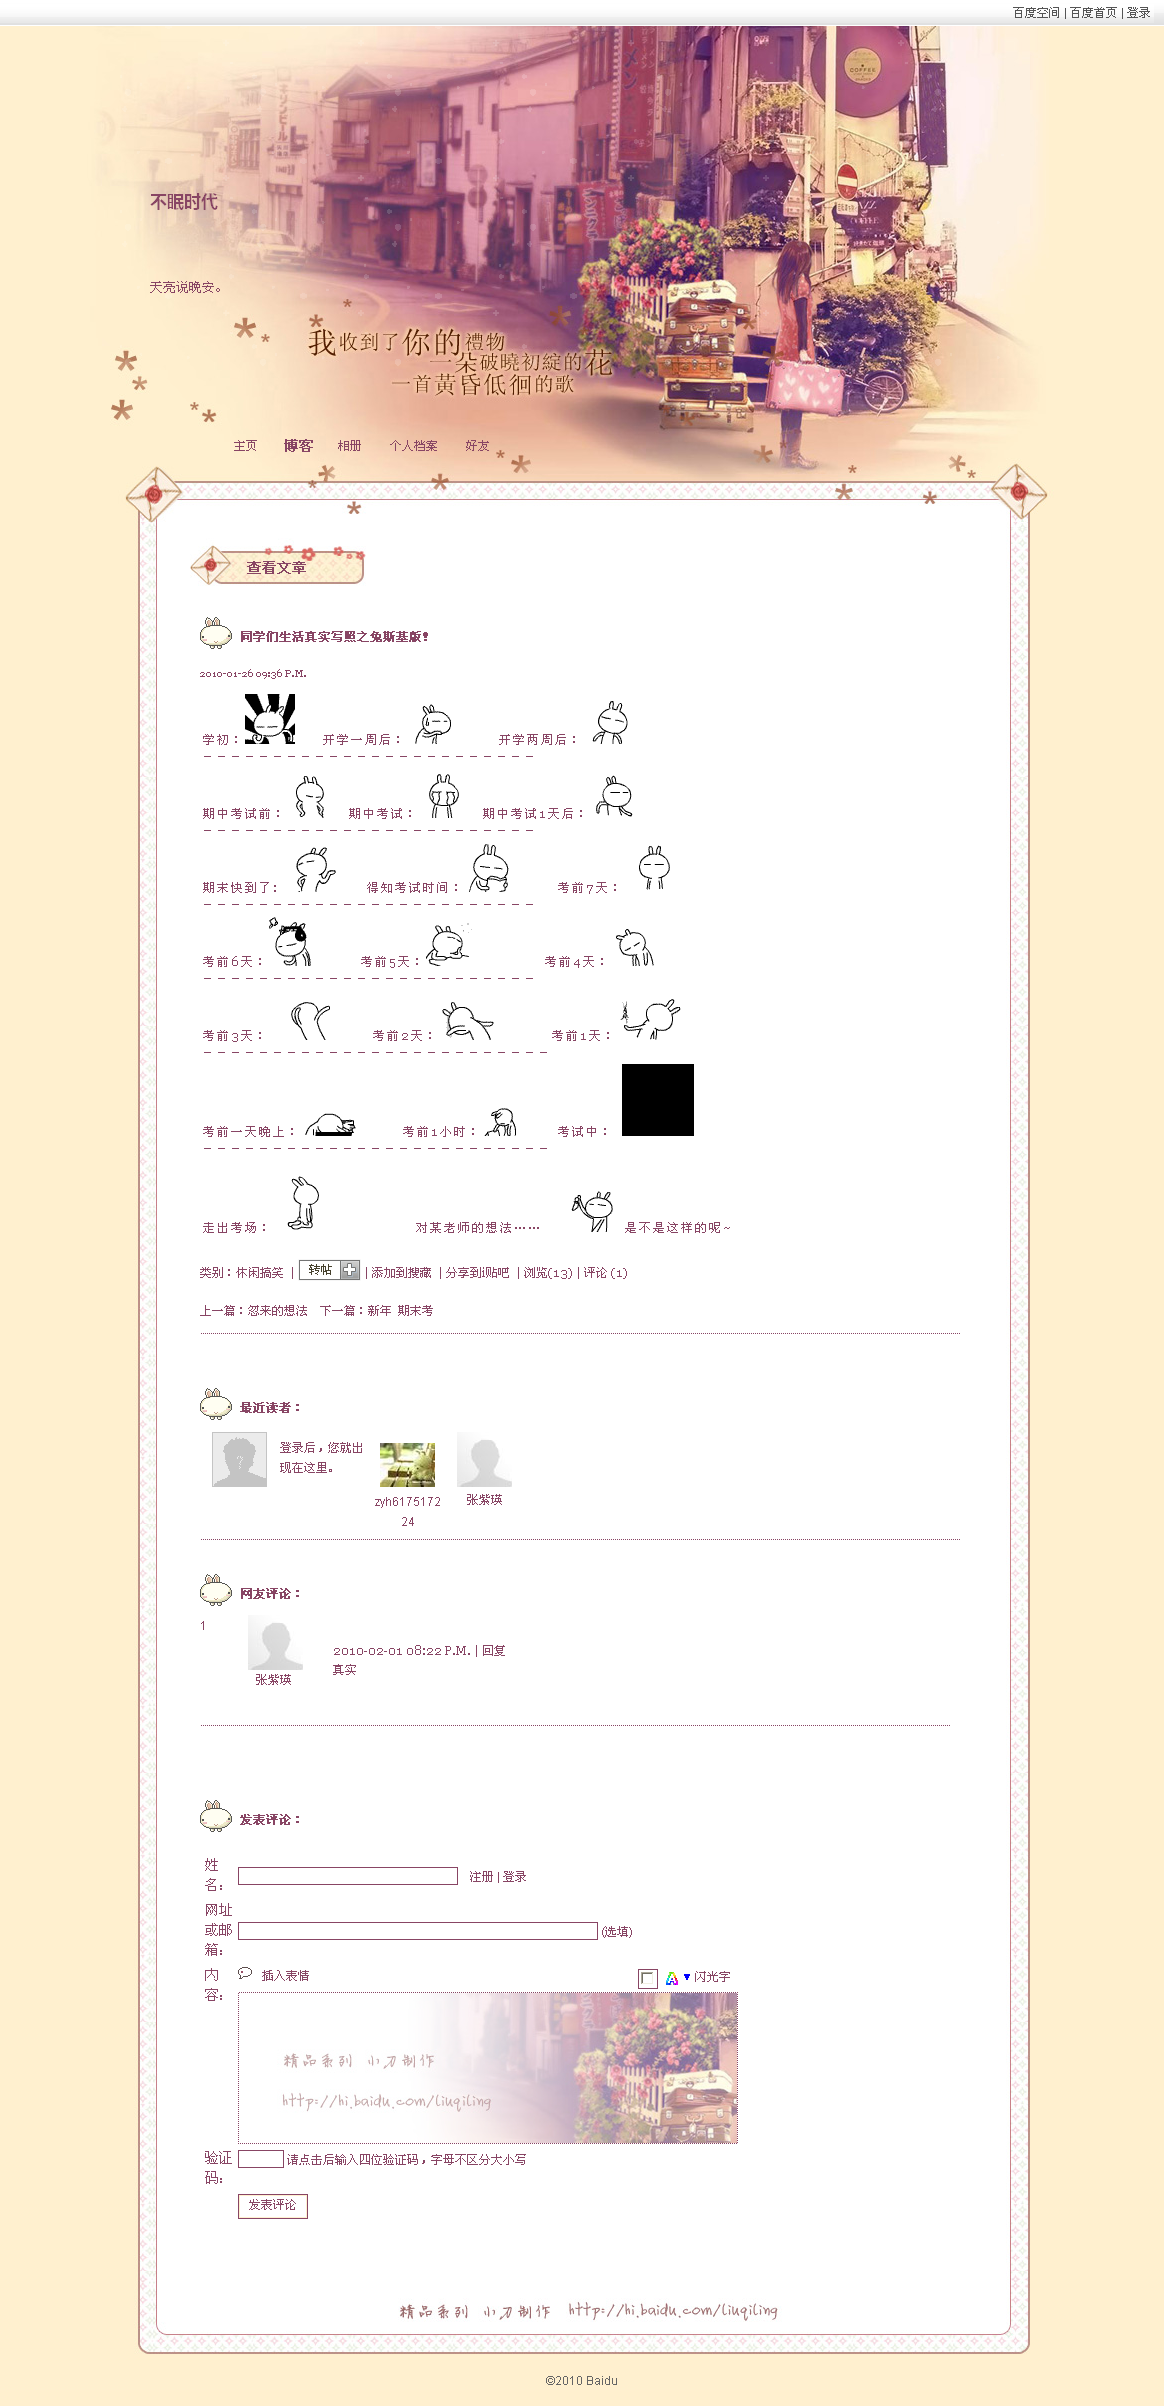 百度空间 | 百度首页 | 登录
COFFEE
不眠时代
天亮说晚安。
我收到了你的禮物
一朵破曉初綻的花
一首黃昏低徊的歌
主页 博客 相册 个人档案 好友
查看文章
同学们生活真实写照之兔斯基版!
2010-01-26 09:36 P.M.
学初： 开学一周后： 开学两周后：
期中考试前： 期中考试： 期中考试1天后：
期末快到了: 得知考试时间： 考前7天：
考前6天： 考前5天： 考前4天：
考前3天： 考前2天： 考前1天：
考前一天晚上： 考前1小时： 考试中：
走出考场： 对某老师的想法…… 是不是这样的呢~
类别：休闲搞笑 | 转帖 | 添加到搜藏 | 分享到i贴吧 | 浏览(13) | 评论 (1)
上一篇：忽来的想法 下一篇：新年 期末考
最近读者：
登录后，您就出
现在这里。
zyh6175172
24
张紫瑛
网友评论：
1
2010-02-01 08:22 P.M. | 回复
真实
张紫瑛
发表评论：
姓
名：
注册 | 登录
网址
或邮
箱：
(选填)
内
容：
插入表情 闪光字
精品系列 小刀制作
http://hi.baidu.com/liuqiling
验证
码：
请点击后输入四位验证码，字母不区分大小写
发表评论
精品系列 小刀制作 http://hi.baidu.com/liuqiling
©2010 Baidu